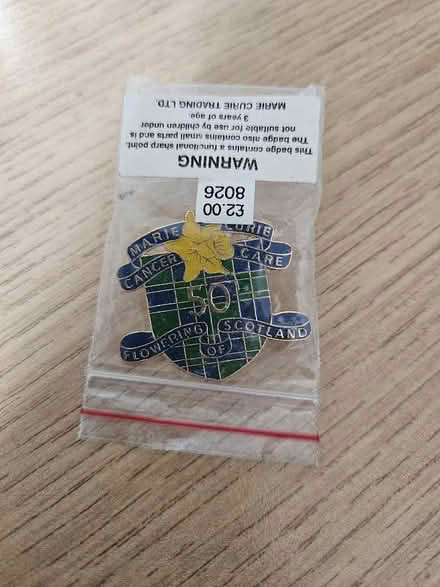 WARNING
This badge contains a functional sharp point.
The badge also contains small parts and is
not suitable for use by children under
3 years of age.
MARIE CURIE TRADING LTD.
£2.00
8026
MARIE CURIE
CANCER CARE
50
FLOWERING OF SCOTLAND